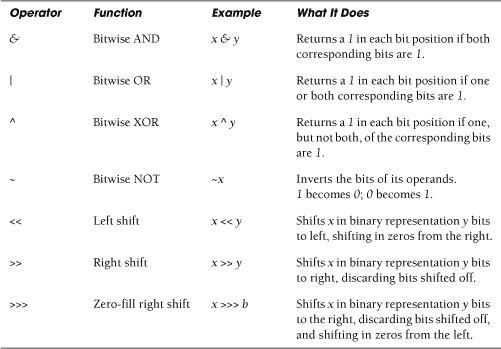 Operator Function Example What It Does
& Bitwise AND x & y Returns a 1 in each bit position if both
corresponding bits are 1.
| Bitwise OR x | y Returns a 1 in each bit position if one
or both corresponding bits are 1.
^ Bitwise XOR x ^ y Returns a 1 in each bit position if one,
but not both, of the corresponding bits
are 1.
~ Bitwise NOT ~x Inverts the bits of its operands.
1 becomes 0; 0 becomes 1.
<< Left shift x << y Shifts x in binary representation y bits
to left, shifting in zeros from the right.
>> Right shift x >> y Shifts x in binary representation y bits
to right, discarding bits shifted off.
>>> Zero-fill right shift x >>> b Shifts x in binary representation y bits
to the right, discarding bits shifted off,
and shifting in zeros from the left.